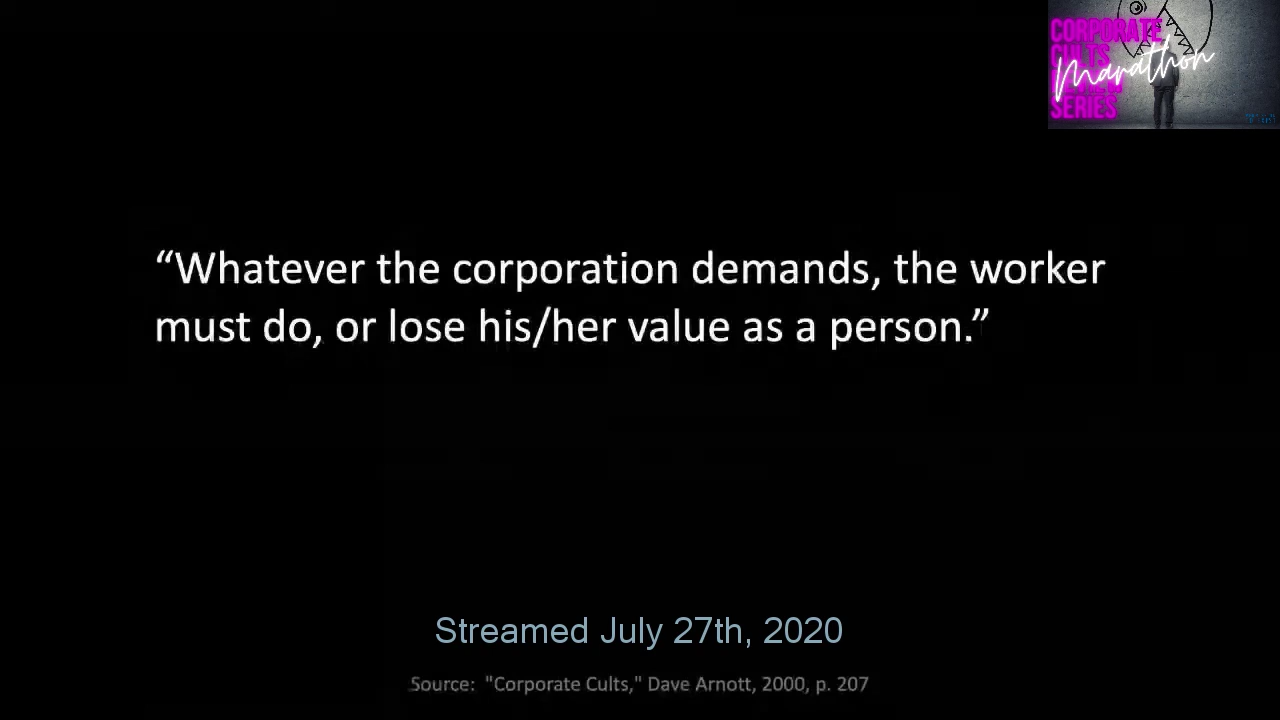 CORPORATE
CULTS
Marathon
SERIES
“Whatever the corporation demands, the worker
must do, or lose his/her value as a person.”
Streamed July 27th, 2020
Source: "Corporate Cults," Dave Arnott, 2000, p. 207